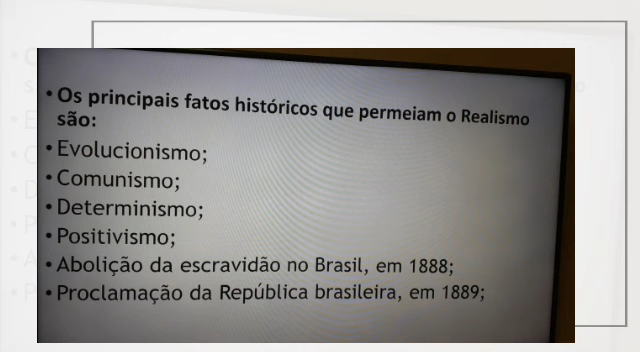 • Os principais fatos históricos que permeiam o Realismo
são:
• Evolucionismo;
• Comunismo;
• Determinismo;
• Positivismo;
• Abolição da escravidão no Brasil, em 1888;
• Proclamação da República brasileira, em 1889;